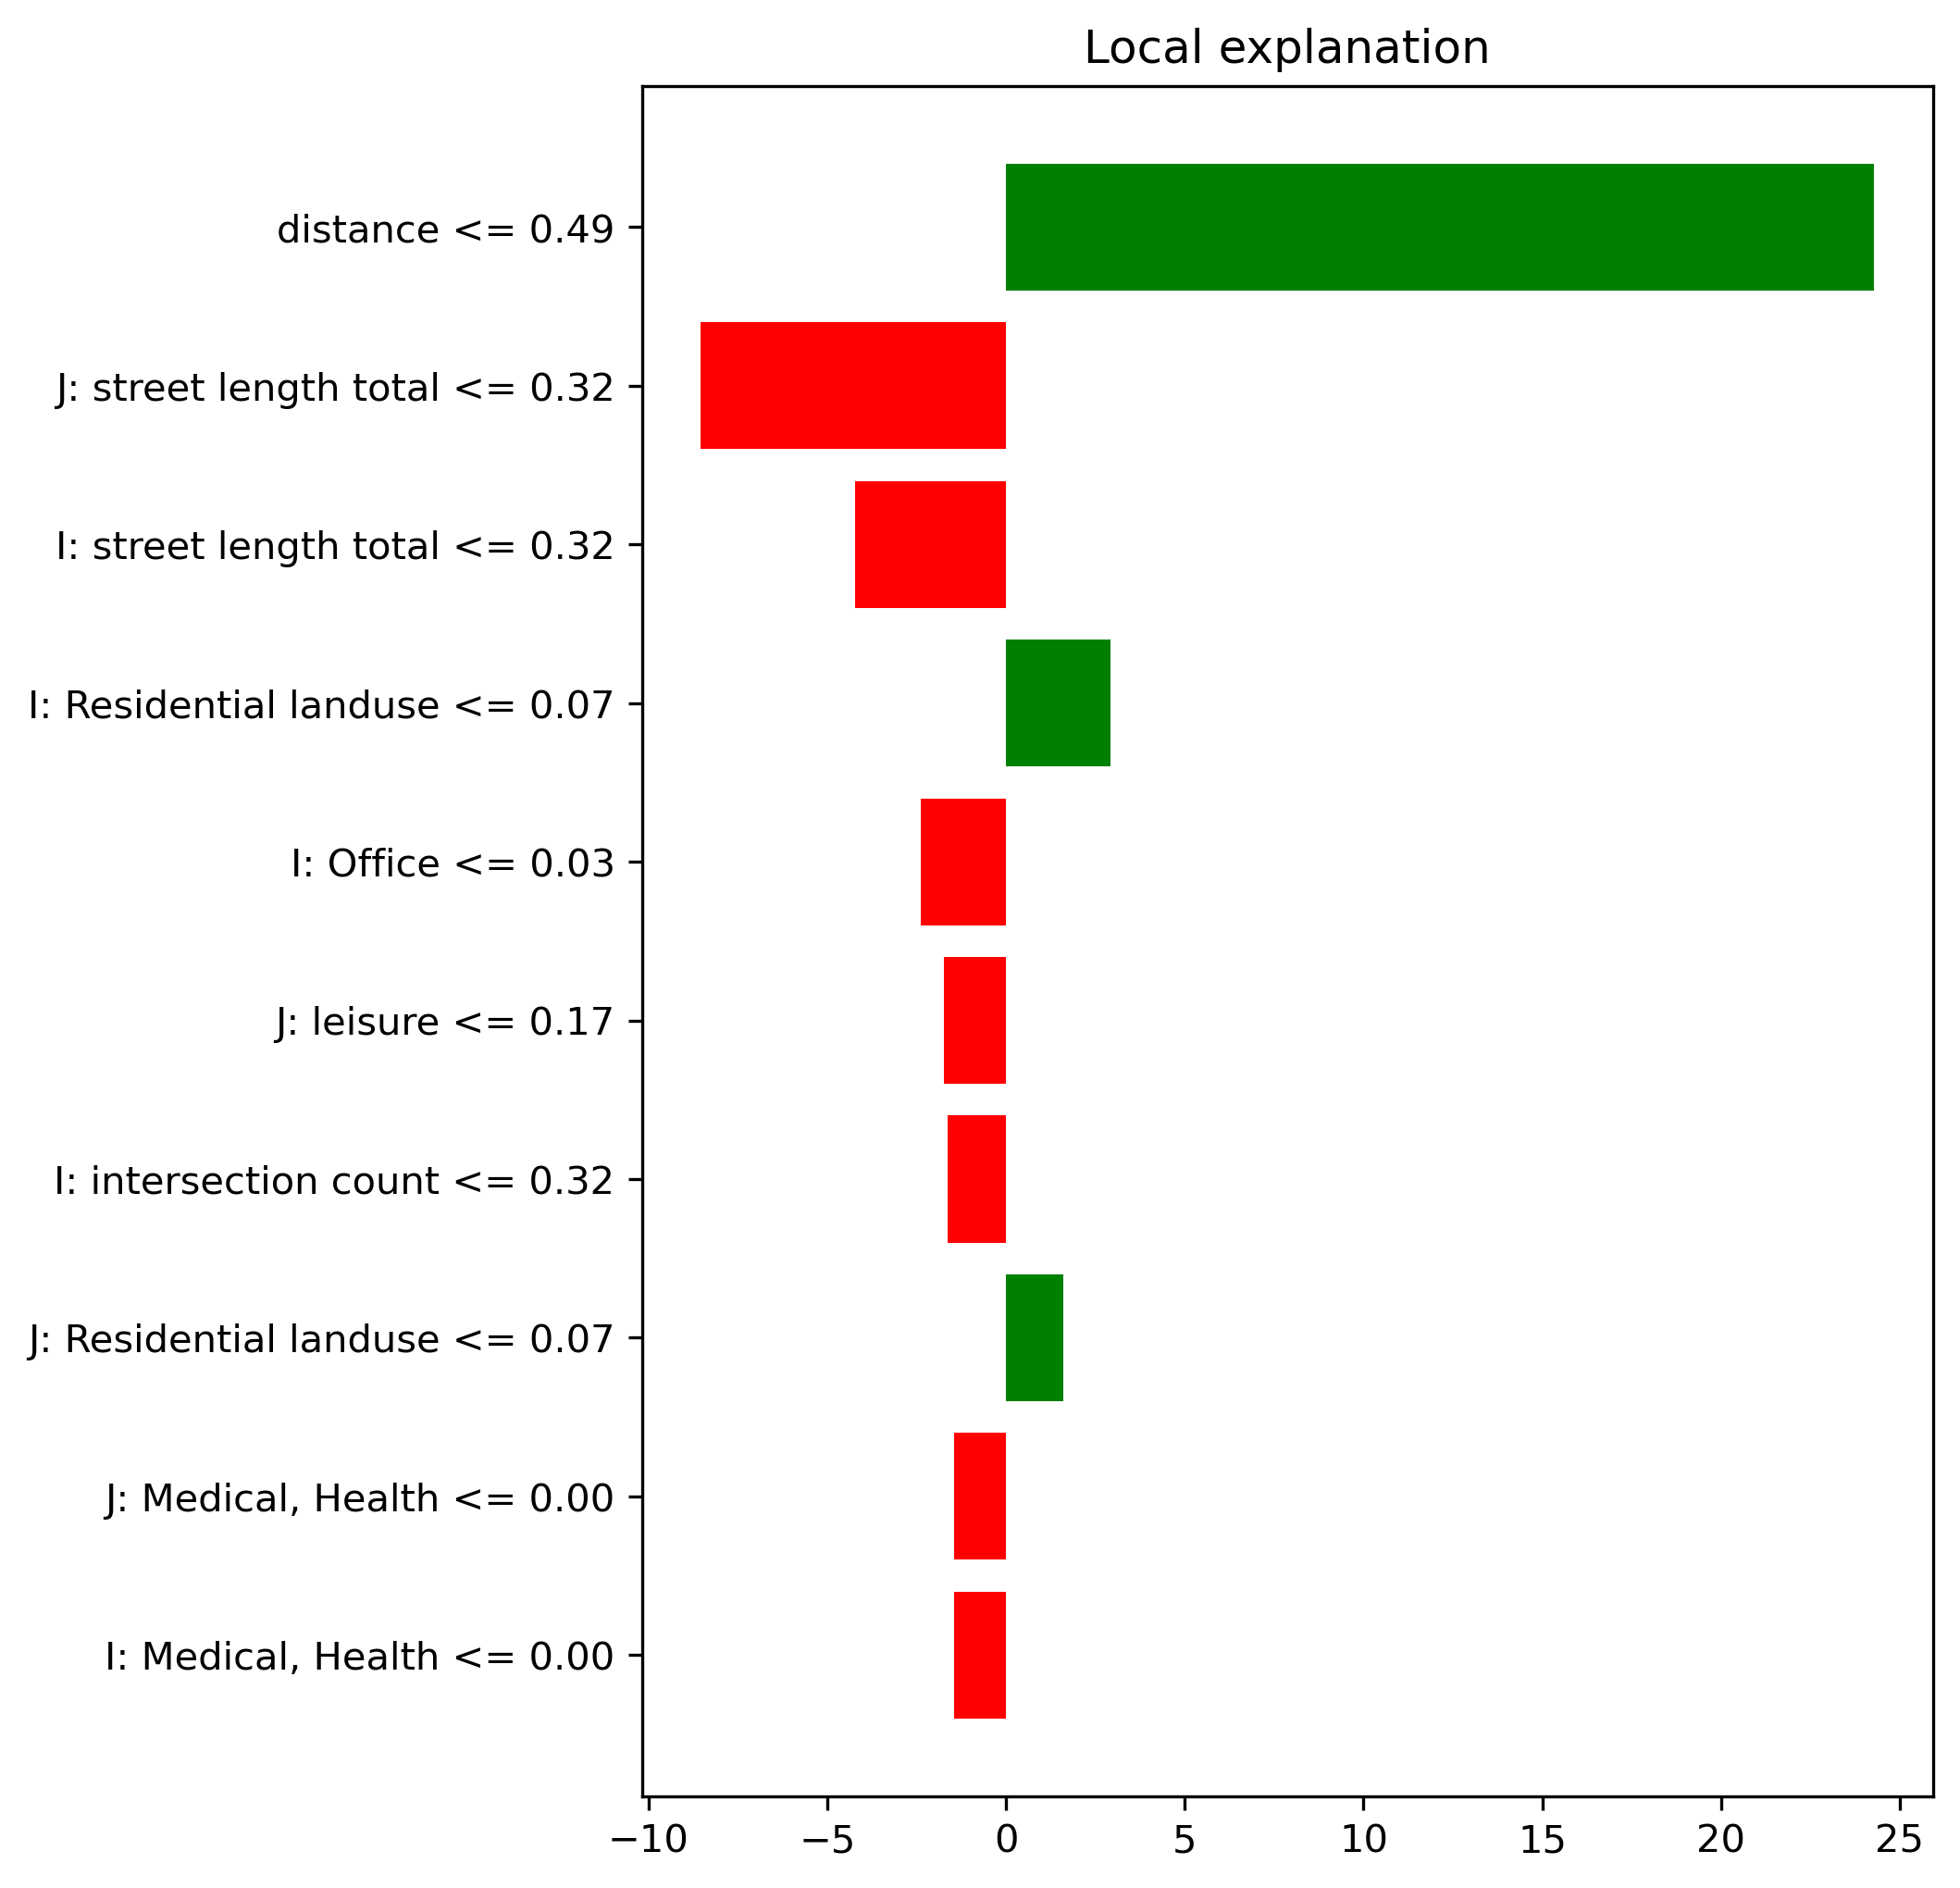 Local explanation
distance <= 0.49
J: street length total <= 0.32
I: street length total <= 0.32
I: Residential landuse <= 0.07
I: Office <= 0.03
J: leisure <= 0.17
I: intersection count <= 0.32
J: Residential landuse <= 0.07
J: Medical, Health <= 0.00
I: Medical, Health <= 0.00
−10 −5 0 5 10 15 20 25